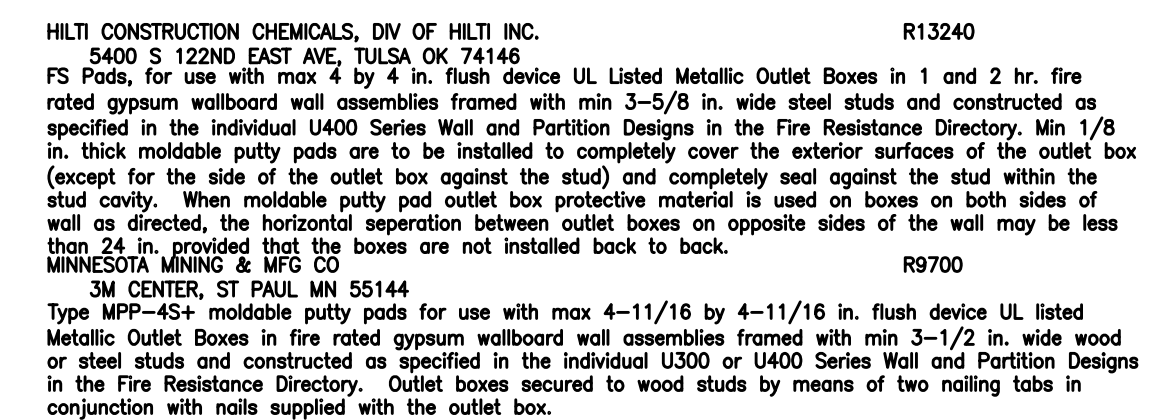 HILTI CONSTRUCTION CHEMICALS, DIV OF HILTI INC. R13240
5400 S 122ND EAST AVE, TULSA OK 74146
FS Pads, for use with max 4 by 4 in. flush device UL Listed Metallic Outlet Boxes in 1 and 2 hr. fire
rated gypsum wallboard wall assemblies framed with min 3-5/8 in. wide steel studs and constructed as
specified in the individual U400 Series Wall and Partition Designs in the Fire Resistance Directory. Min 1/8
in. thick moldable putty pads are to be installed to completely cover the exterior surfaces of the outlet box
(except for the side of the outlet box against the stud) and completely seal against the stud within the
stud cavity. When moldable putty pad outlet box protective material is used on boxes on both sides of
wall as directed, the horizontal seperation between outlet boxes on opposite sides of the wall may be less
than 24 in. provided that the boxes are not installed back to back.
MINNESOTA MINING & MFG CO R9700
3M CENTER, ST PAUL MN 55144
Type MPP-4S+ moldable putty pads for use with max 4-11/16 by 4-11/16 in. flush device UL listed
Metallic Outlet Boxes in fire rated gypsum wallboard wall assemblies framed with min 3-1/2 in. wide wood
or steel studs and constructed as specified in the individual U300 or U400 Series Wall and Partition Designs
in the Fire Resistance Directory. Outlet boxes secured to wood studs by means of two nailing tabs in
conjunction with nails supplied with the outlet box.